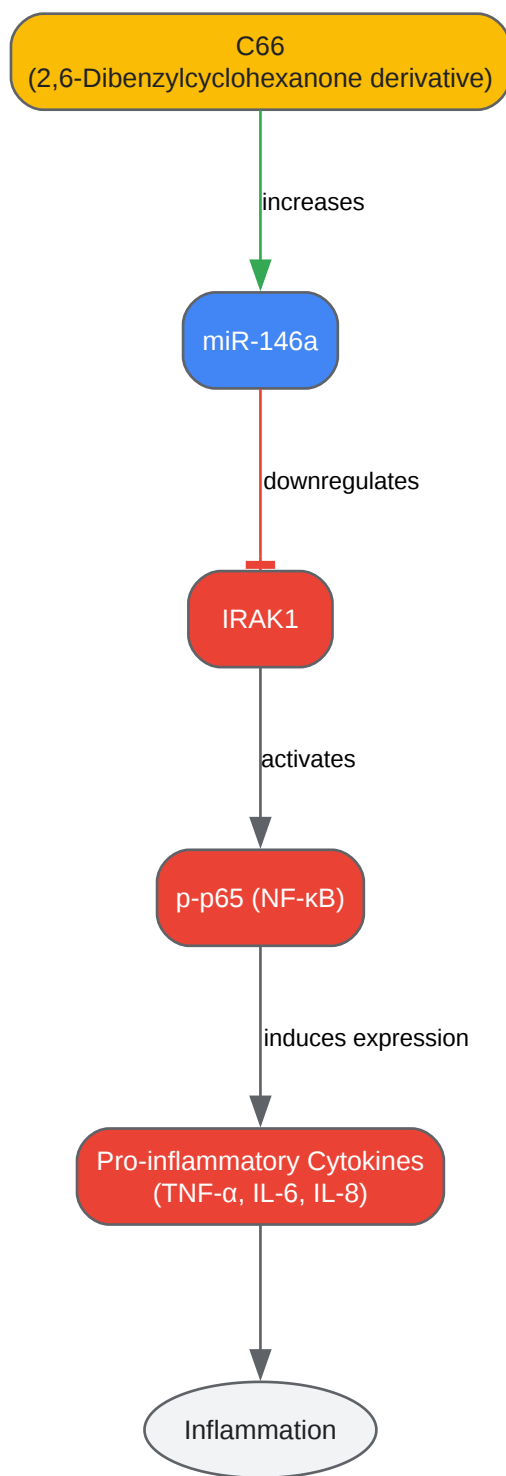 C66
(2,6-Dibenzylcyclohexanone derivative)
increases
miR-146a
downregulates
IRAK1
activates
p-p65 (NF-κB)
induces expression
Pro-inflammatory Cytokines
(TNF-α, IL-6, IL-8)
Inflammation